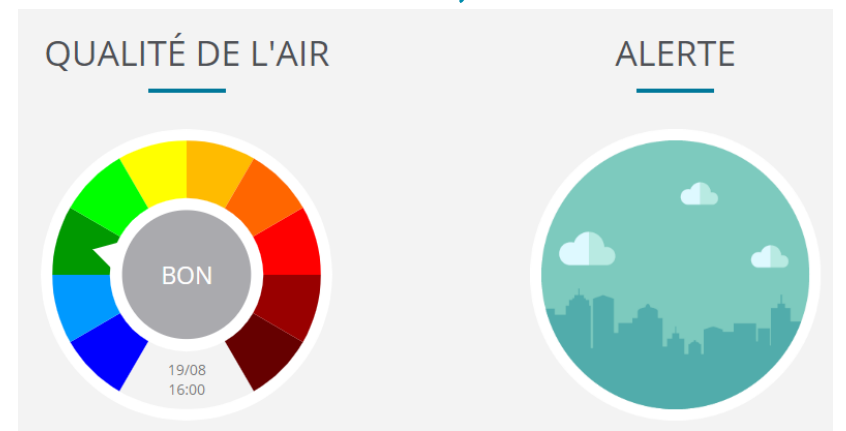 QUALITÉ DE L'AIR
BON
19/08
16:00
ALERTE